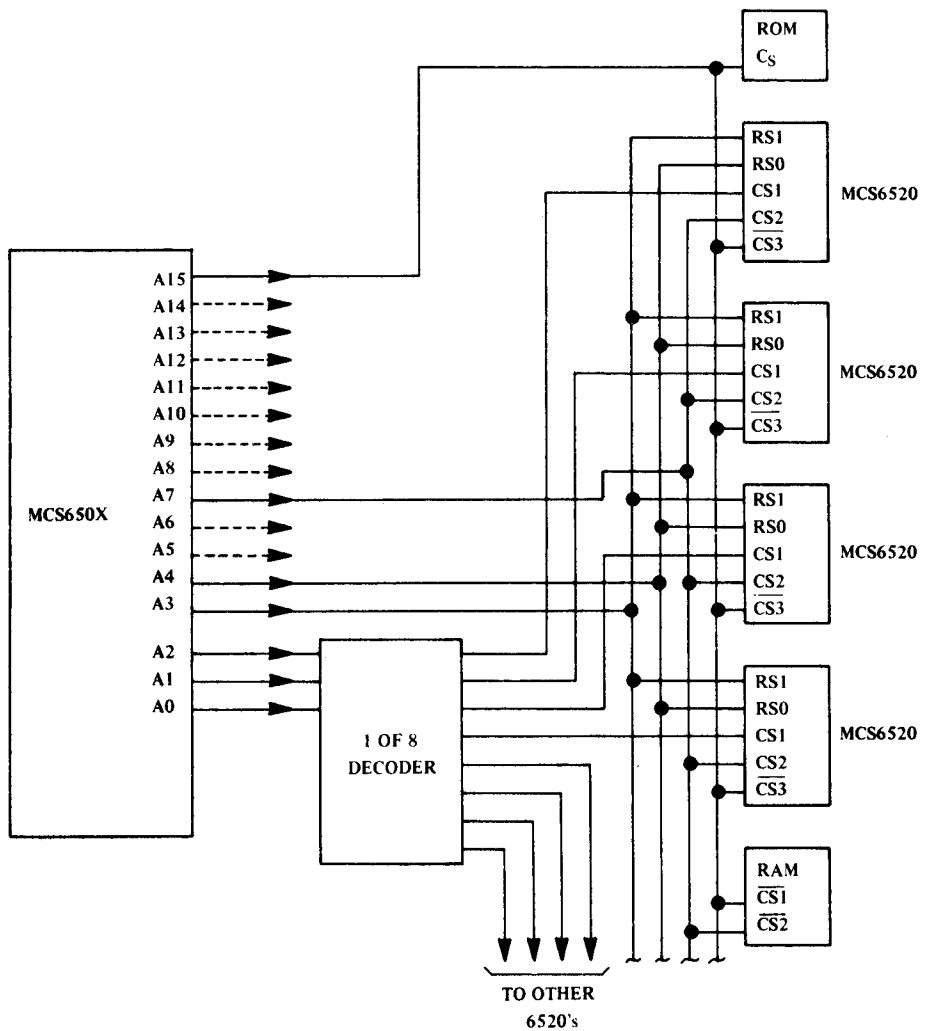 ROM
CS
RS1
RS0
CS1
CS2
CS3
MCS6520
RS1
RS0
CS1
CS2
CS3
MCS6520
RS1
RS0
CS1
CS2
CS3
MCS6520
RS1
RS0
CS1
CS2
CS3
MCS6520
RAM
CS1
CS2
MCS650X
A15
A14
A13
A12
A11
A10
A9
A8
A7
A6
A5
A4
A3
A2
A1
A0
1 OF 8
DECODER
TO OTHER
6520's